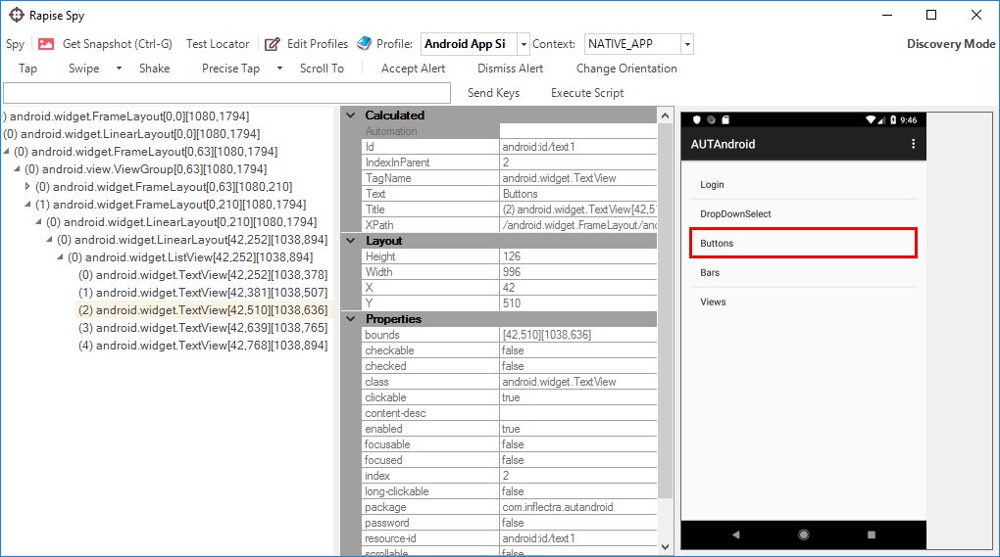 Rapise Spy
Spy Get Snapshot (Ctrl-G) Test Locator Edit Profiles Profile: Android App Si Context: NATIVE_APP Discovery Mode
Tap Swipe Shake Precise Tap Scroll To Accept Alert Dismiss Alert Change Orientation
Send Keys Execute Script
) android.widget.FrameLayout[0,0][1080,1794]
(0) android.widget.LinearLayout[0,0][1080,1794]
(0) android.widget.FrameLayout[0,63][1080,1794]
(0) android.view.ViewGroup[0,63][1080,1794]
(0) android.widget.FrameLayout[0,63][1080,210]
(1) android.widget.FrameLayout[0,210][1080,1794]
(0) android.widget.LinearLayout[0,210][1080,1794]
(0) android.widget.LinearLayout[42,252][1038,894]
(0) android.widget.ListView[42,252][1038,894]
(0) android.widget.TextView[42,252][1038,378]
(1) android.widget.TextView[42,381][1038,507]
(2) android.widget.TextView[42,510][1038,636]
(3) android.widget.TextView[42,639][1038,765]
(4) android.widget.TextView[42,768][1038,894]
Calculated
Automation
Id android:id/text1
IndexInParent 2
TagName android.widget.TextView
Text Buttons
Title (2) android.widget.TextView[42,51
XPath /android.widget.FrameLayout/and
Layout
Height 126
Width 996
X 42
Y 510
Properties
bounds [42,510][1038,636]
checkable false
checked false
class android.widget.TextView
clickable true
content-desc
enabled true
focusable false
focused false
index 2
long-clickable false
package com.inflectra.autandroid
password false
resource-id android:id/text1
scrollable false
9:46
AUTAndroid
Login
DropDownSelect
Buttons
Bars
Views